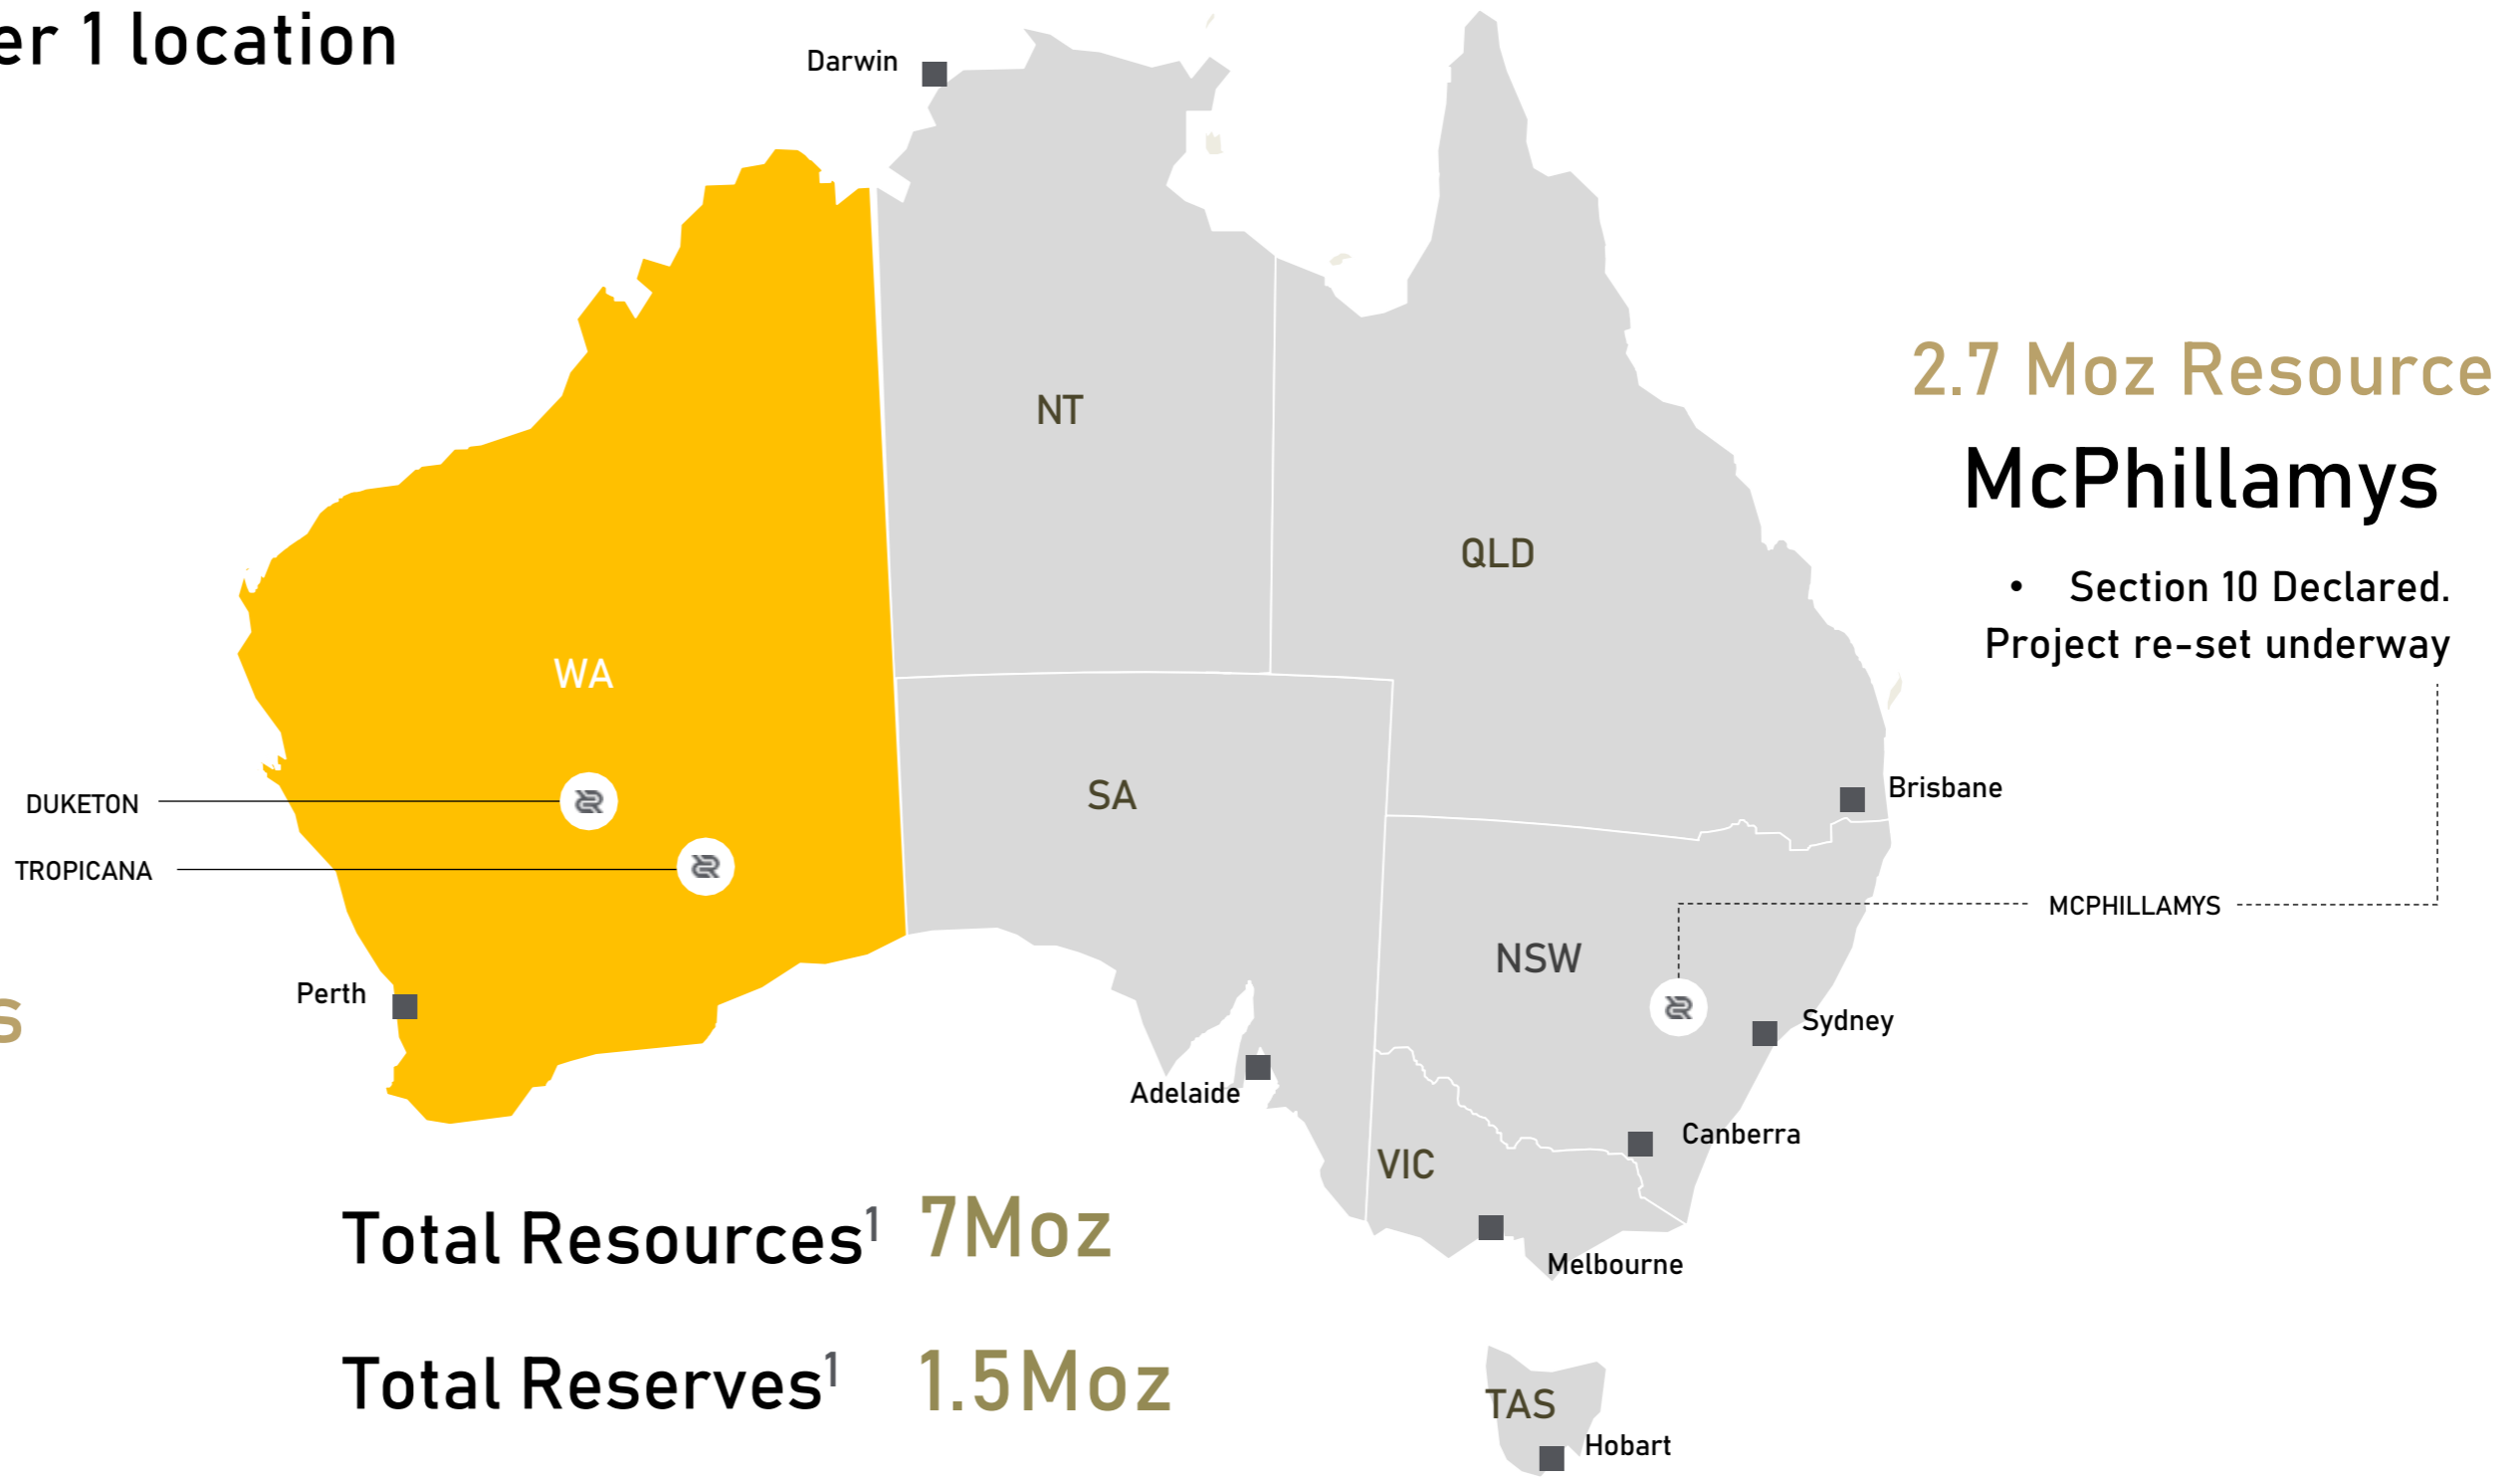 er 1 location
Darwin
NT
2.7 Moz Resource
McPhillamys
QLD
• Section 10 Declared.
Project re-set underway
WA
DUKETON
SA
Brisbane
TROPICANA
MCPHILLAMYS
NSW
Perth
s
Sydney
Adelaide
Canberra
VIC
Total Resources1 7Moz
Melbourne
Total Reserves1 1.5Moz
TAS
Hobart